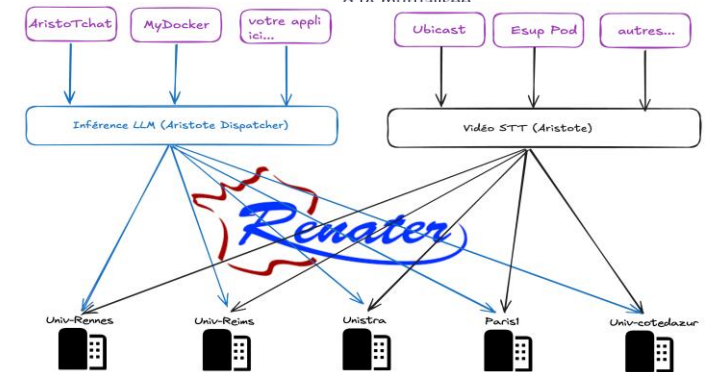 AristoTchat
MyDocker
votre appli
ici...
Ubicast
Esup Pod
autres...
Inférence LLM (Aristote Dispatcher)
Vidéo STT (Aristote)
Renater
Univ-Rennes
Univ-Reims
Unistra
Paris1
Univ-cotedazur